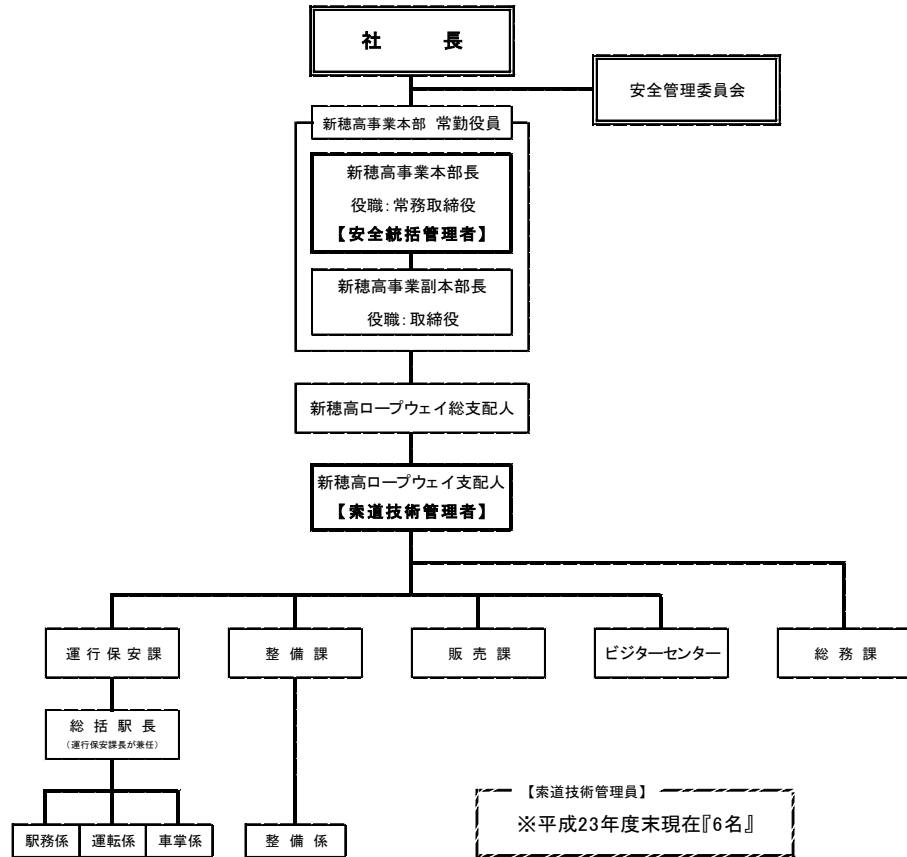 社　　長
安全管理委員会
新穂高事業本部 常勤役員
新穂高事業本部長
役職：常務取締役
【安全統括管理者】
新穂高事業副本部長
役職：取締役
新穂高ロープウェイ総支配人
新穂高ロープウェイ支配人
【索道技術管理者】
運行保安課
整備課
販売課
ビジターセンター
総務課
総括駅長
（運行保安課長が兼任）
駅務係
運転係
車掌係
整備係
【索道技術管理員】
※平成23年度末現在『6名』